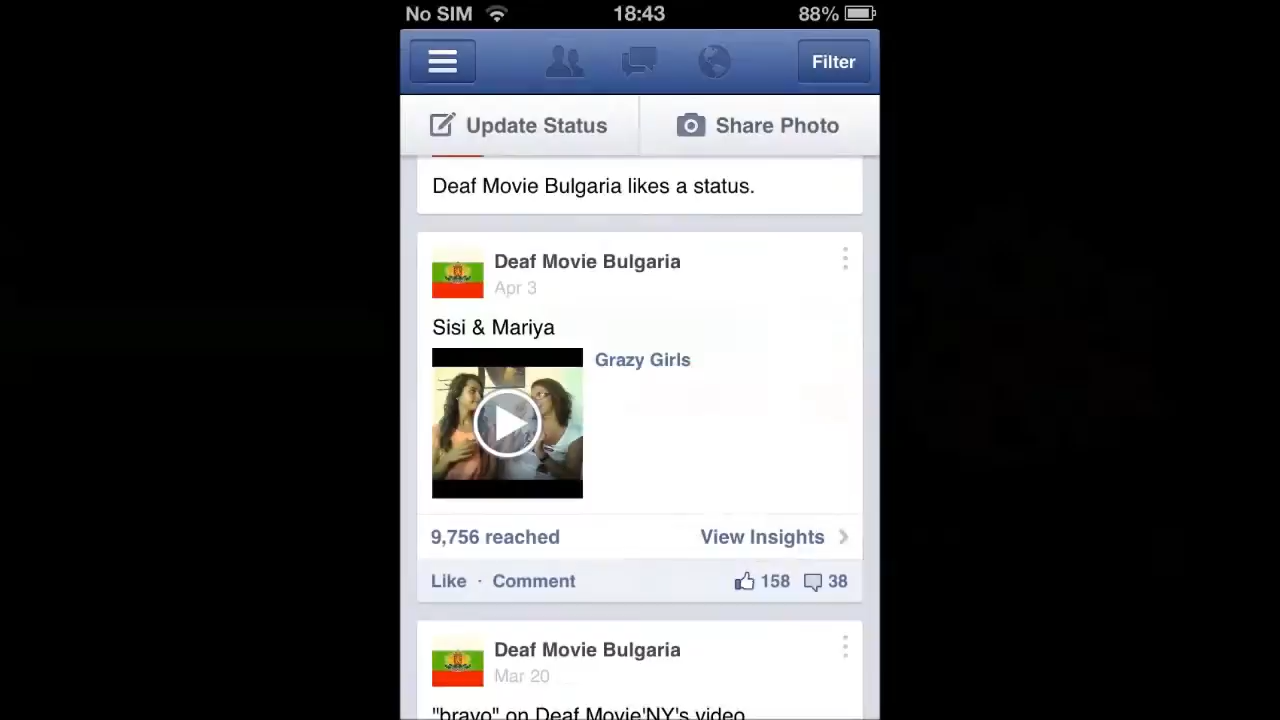 No SIM 18:43 88%
Filter
Update Status Share Photo
Deaf Movie Bulgaria likes a status.
Deaf Movie Bulgaria
Apr 3
Sisi & Mariya
Grazy Girls
9,756 reached View Insights
Like · Comment 158 38
Deaf Movie Bulgaria
Mar 20
"bravo" on Deaf Movie'NY's video